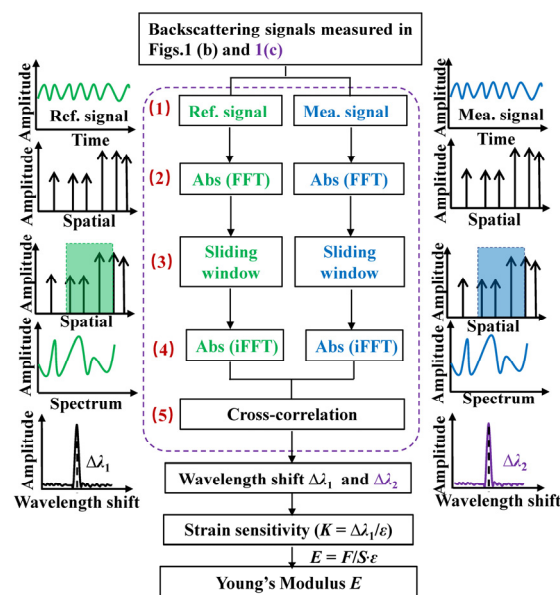 Backscattering signals measured in
Figs.1 (b) and 1(c)
Amplitude
Ref. signal
Time
Amplitude
Spatial
Amplitude
Spatial
Amplitude
Spectrum
Amplitude
Δλ₁
Wavelength shift
(1)
Ref. signal
Mea. signal
(2)
Abs (FFT)
Abs (FFT)
(3)
Sliding
window
Sliding
window
(4)
Abs (iFFT)
Abs (iFFT)
(5)
Cross-correlation
Wavelength shift Δλ₁ and Δλ₂
Strain sensitivity (K = Δλ₁/ε)
E = F/S·ε
Young's Modulus E
Amplitude
Mea. signal
Time
Amplitude
Spatial
Amplitude
Spatial
Amplitude
Spectrum
Amplitude
Δλ₂
Wavelength shift